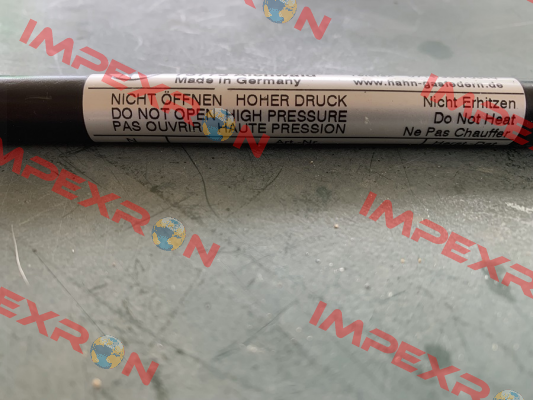 Made in Germany www.hahn-gasfedern.de
NICHT ÖFFNEN HOHER DRUCK Nicht Erhitzen
DO NOT OPEN HIGH PRESSURE Do Not Heat
PAS OUVRIR HAUTE PRESSION Ne Pas Chauffer
IMPEXRON
IMPEXRON
IMPEXRON
IMPEXRON
IMPEXRON
IMPEXRON